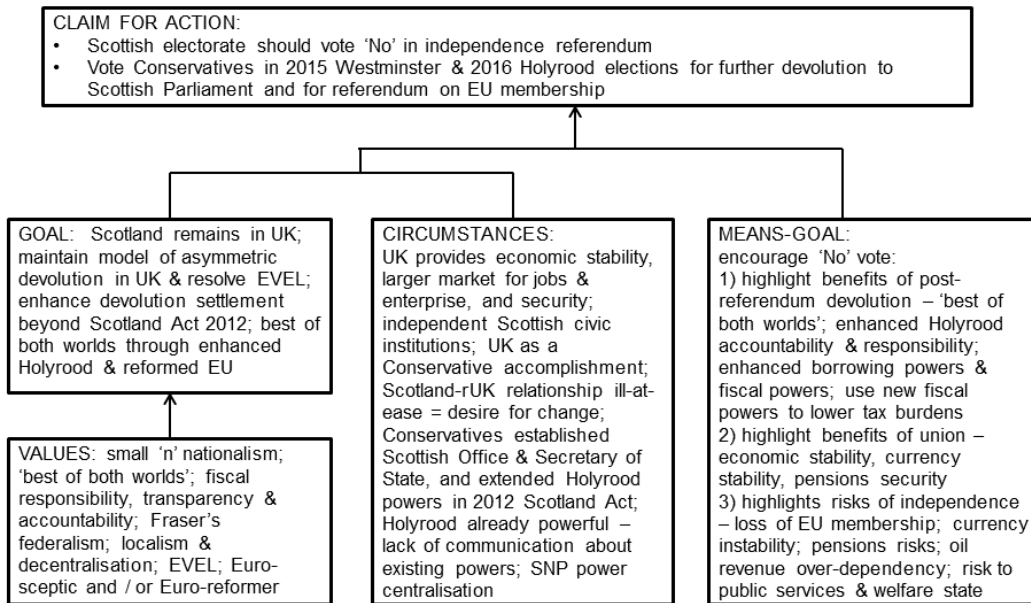 CLAIM FOR ACTION:
• Scottish electorate should vote ‘No’ in independence referendum
• Vote Conservatives in 2015 Westminster & 2016 Holyrood elections for further devolution to
Scottish Parliament and for referendum on EU membership
GOAL: Scotland remains in UK;
maintain model of asymmetric
devolution in UK & resolve EVEL;
enhance devolution settlement
beyond Scotland Act 2012; best of
both worlds through enhanced
Holyrood & reformed EU
VALUES: small ‘n’ nationalism;
‘best of both worlds’; fiscal
responsibility, transparency &
accountability; Fraser’s
federalism; localism &
decentralisation; EVEL; Euro-
sceptic and / or Euro-reformer
CIRCUMSTANCES:
UK provides economic stability,
larger market for jobs &
enterprise, and security;
independent Scottish civic
institutions; UK as a
Conservative accomplishment;
Scotland-rUK relationship ill-at-
ease = desire for change;
Conservatives established
Scottish Office & Secretary of
State, and extended Holyrood
powers in 2012 Scotland Act;
Holyrood already powerful –
lack of communication about
existing powers; SNP power
centralisation
MEANS-GOAL:
encourage ‘No’ vote:
1) highlight benefits of post-
referendum devolution – ‘best of
both worlds’; enhanced Holyrood
accountability & responsibility;
enhanced borrowing powers &
fiscal powers; use new fiscal
powers to lower tax burdens
2) highlight benefits of union –
economic stability, currency
stability, pensions security
3) highlights risks of independence
– loss of EU membership; currency
instability; pensions risks; oil
revenue over-dependency; risk to
public services & welfare state